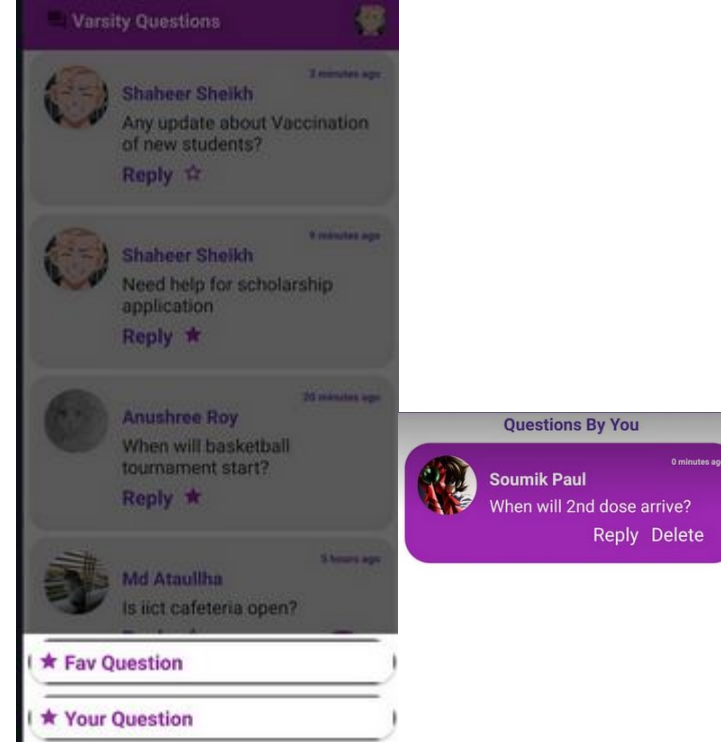 Varsity Questions
3 minutes ago
Shaheer Sheikh
Any update about Vaccination
of new students?
Reply
9 minutes ago
Shaheer Sheikh
Need help for scholarship
application
Reply
20 minutes ago
Anushree Roy
When will basketball
tournament start?
Reply
5 hours ago
Md Ataullha
Is iict cafeteria open?
Fav Question
Your Question
Questions By You
0 minutes ag
Soumik Paul
When will 2nd dose arrive?
Reply Delete